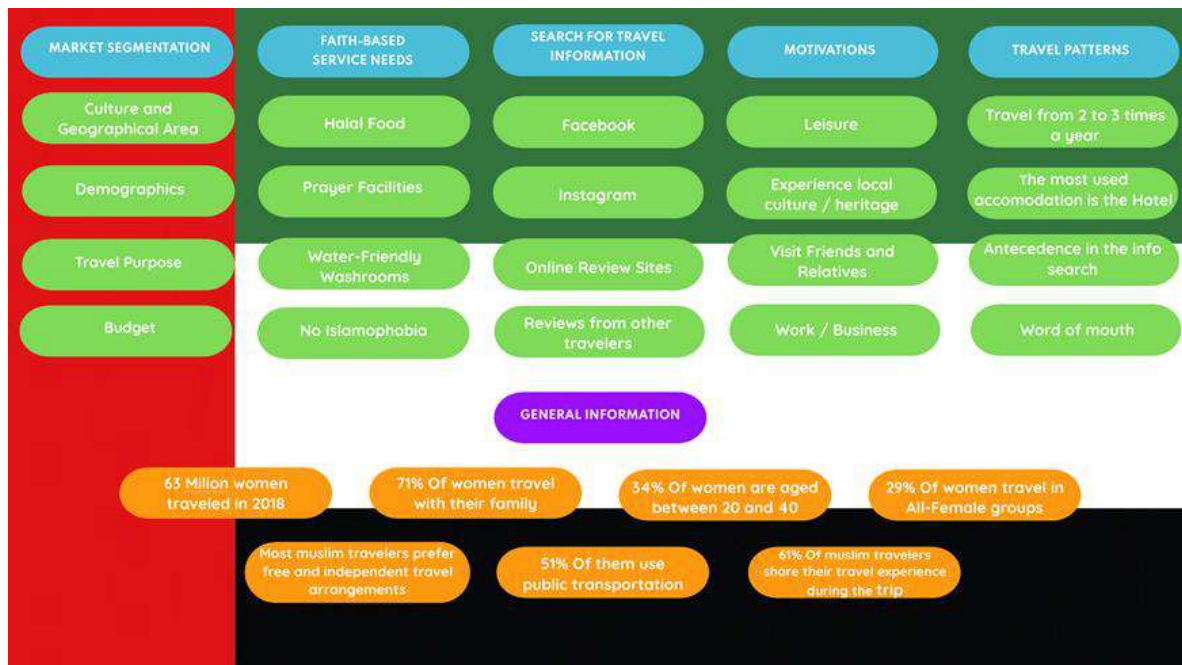 MARKET SEGMENTATION
FAITH-BASED
SERVICE NEEDS
SEARCH FOR TRAVEL
INFORMATION
MOTIVATIONS
TRAVEL PATTERNS
Culture and
Geographical Area
Halal Food
Facebook
Leisure
Travel from 2 to 3 times
a year
Demographics
Prayer Facilities
Instagram
Experience local
culture / heritage
The most used
accomodation is the Hotel
Travel Purpose
Water-Friendly
Washrooms
Online Review Sites
Visit Friends and
Relatives
Antecedence in the info
search
Budget
No Islamophobia
Reviews from other
travelers
Work / Business
Word of mouth
GENERAL INFORMATION
63 Milion women
traveled in 2018
71% Of women travel
with their family
34% Of women are aged
between 20 and 40
29% Of women travel in
All-Female groups
Most muslim travelers prefer
free and independent travel
arrangements
51% Of them use
public transportation
61% Of muslim travelers
share their travel experience
during the trip